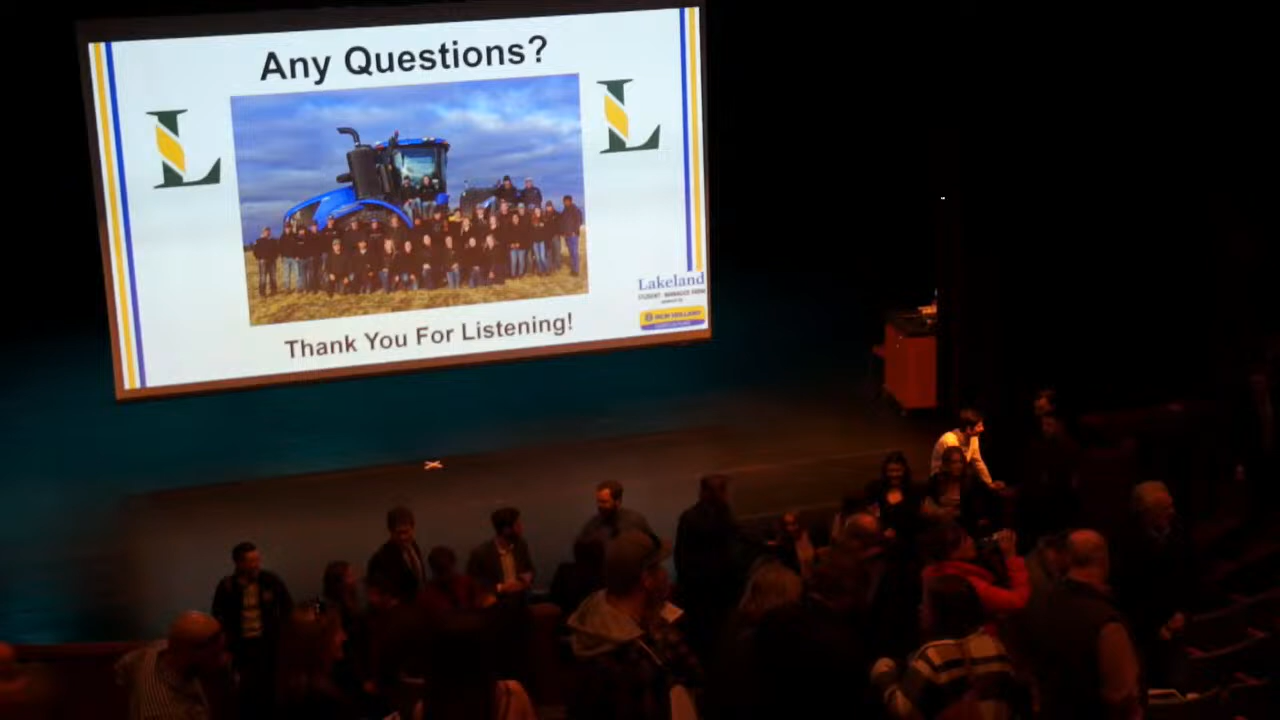 Any Questions?
L
L
Lakeland
STUDENT MANAGED FARM
NEW HOLLAND
Thank You For Listening!